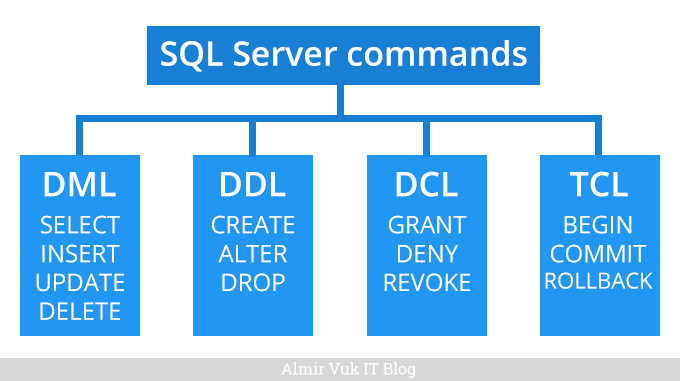 SQL Server commands
DML
SELECT
INSERT
UPDATE
DELETE
DDL
CREATE
ALTER
DROP
DCL
GRANT
DENY
REVOKE
TCL
BEGIN
COMMIT
ROLLBACK
Almir Vuk IT Blog